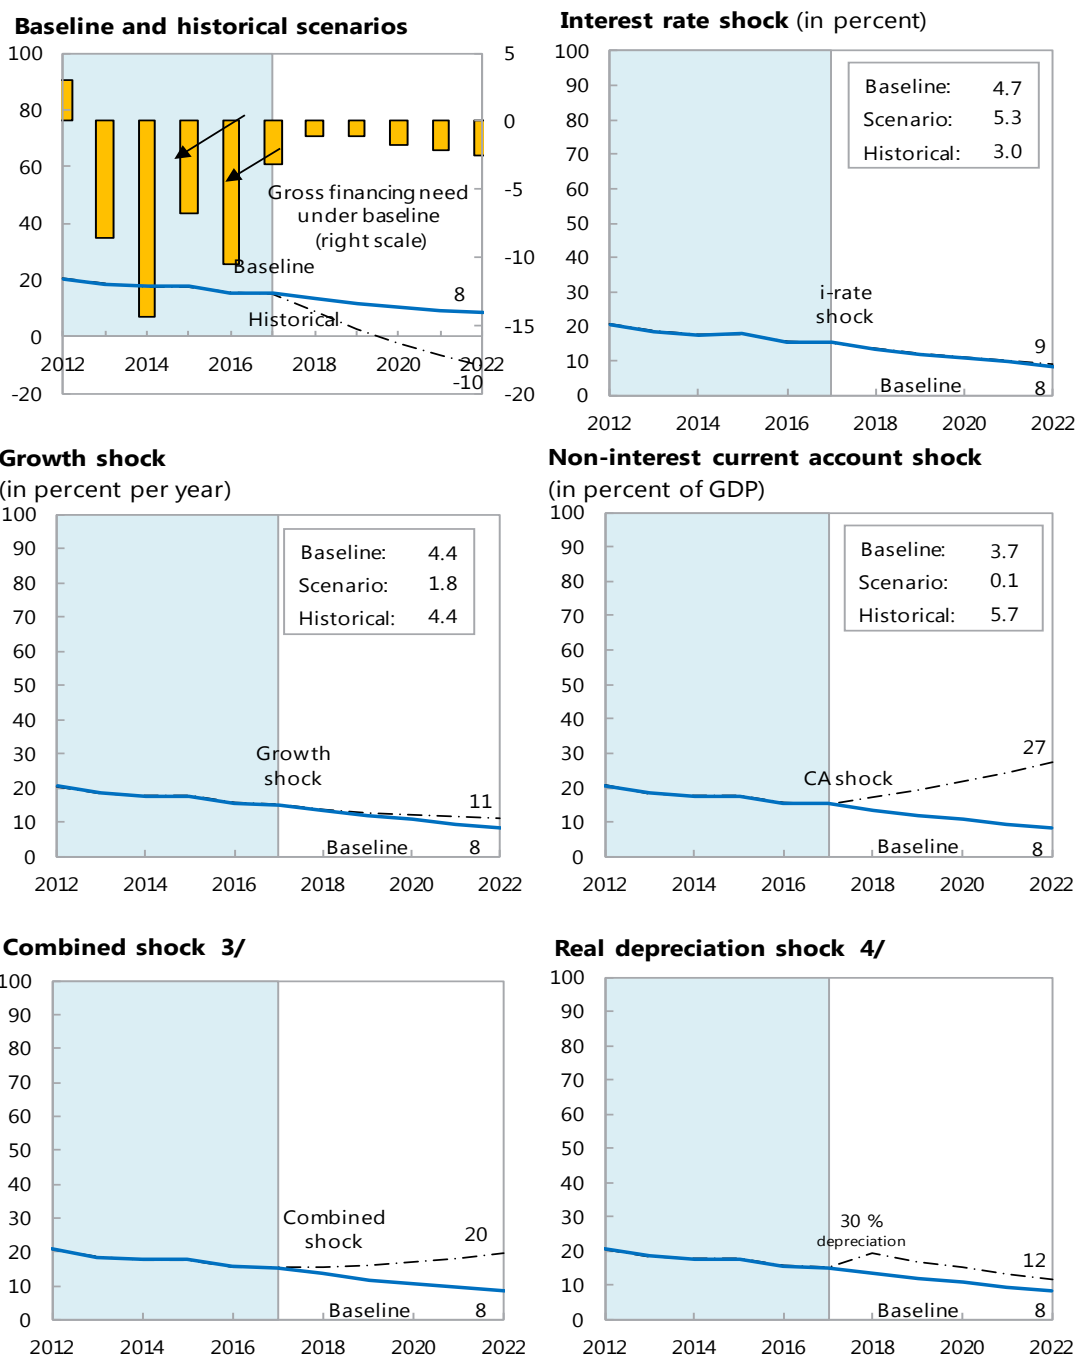 Baseline and historical scenarios
100
80
60
40
20
0
-20
5
0
-5
-10
-15
-20
Gross financing need
under baseline
(right scale)
Baseline
8
Historical
-10
2012 2014 2016 2018 2020 2022
Interest rate shock (in percent)
100
90
80
70
60
50
40
30
20
10
0
Baseline: 4.7
Scenario: 5.3
Historical: 3.0
i-rate
shock
9
Baseline
8
2012 2014 2016 2018 2020 2022
Growth shock
(in percent per year)
100
90
80
70
60
50
40
30
20
10
0
Baseline: 4.4
Scenario: 1.8
Historical: 4.4
Growth
shock
11
Baseline
8
2012 2014 2016 2018 2020 2022
Non-interest current account shock
(in percent of GDP)
100
90
80
70
60
50
40
30
20
10
0
Baseline: 3.7
Scenario: 0.1
Historical: 5.7
27
CA shock
Baseline
8
2012 2014 2016 2018 2020 2022
Combined shock 3/
100
90
80
70
60
50
40
30
20
10
0
Combined
shock
20
Baseline
8
2012 2014 2016 2018 2020 2022
Real depreciation shock 4/
100
90
80
70
60
50
40
30
20
10
0
30 %
depreciation
12
Baseline
8
2012 2014 2016 2018 2020 2022